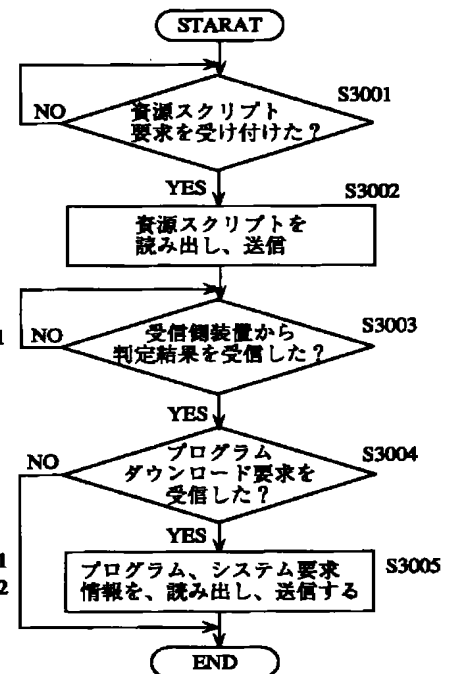 STARAT
S3001
NO
資源スクリプト
要求を受け付けた？
YES
S3002
資源スクリプトを
読み出し、送信
S3003
1
NO
受信側装置から
判定結果を受信した？
YES
S3004
NO
プログラム
ダウンロード要求を
受信した？
YES
S3005
1
2
プログラム、システム要求
情報を、読み出し、送信する
END